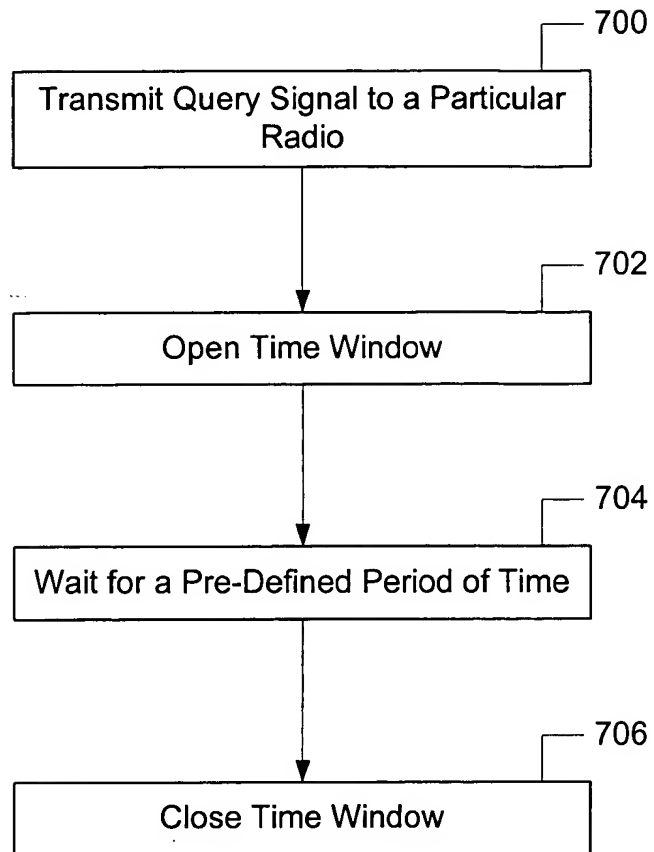 700
Transmit Query Signal to a Particular
Radio
702
Open Time Window
704
Wait for a Pre-Defined Period of Time
706
Close Time Window